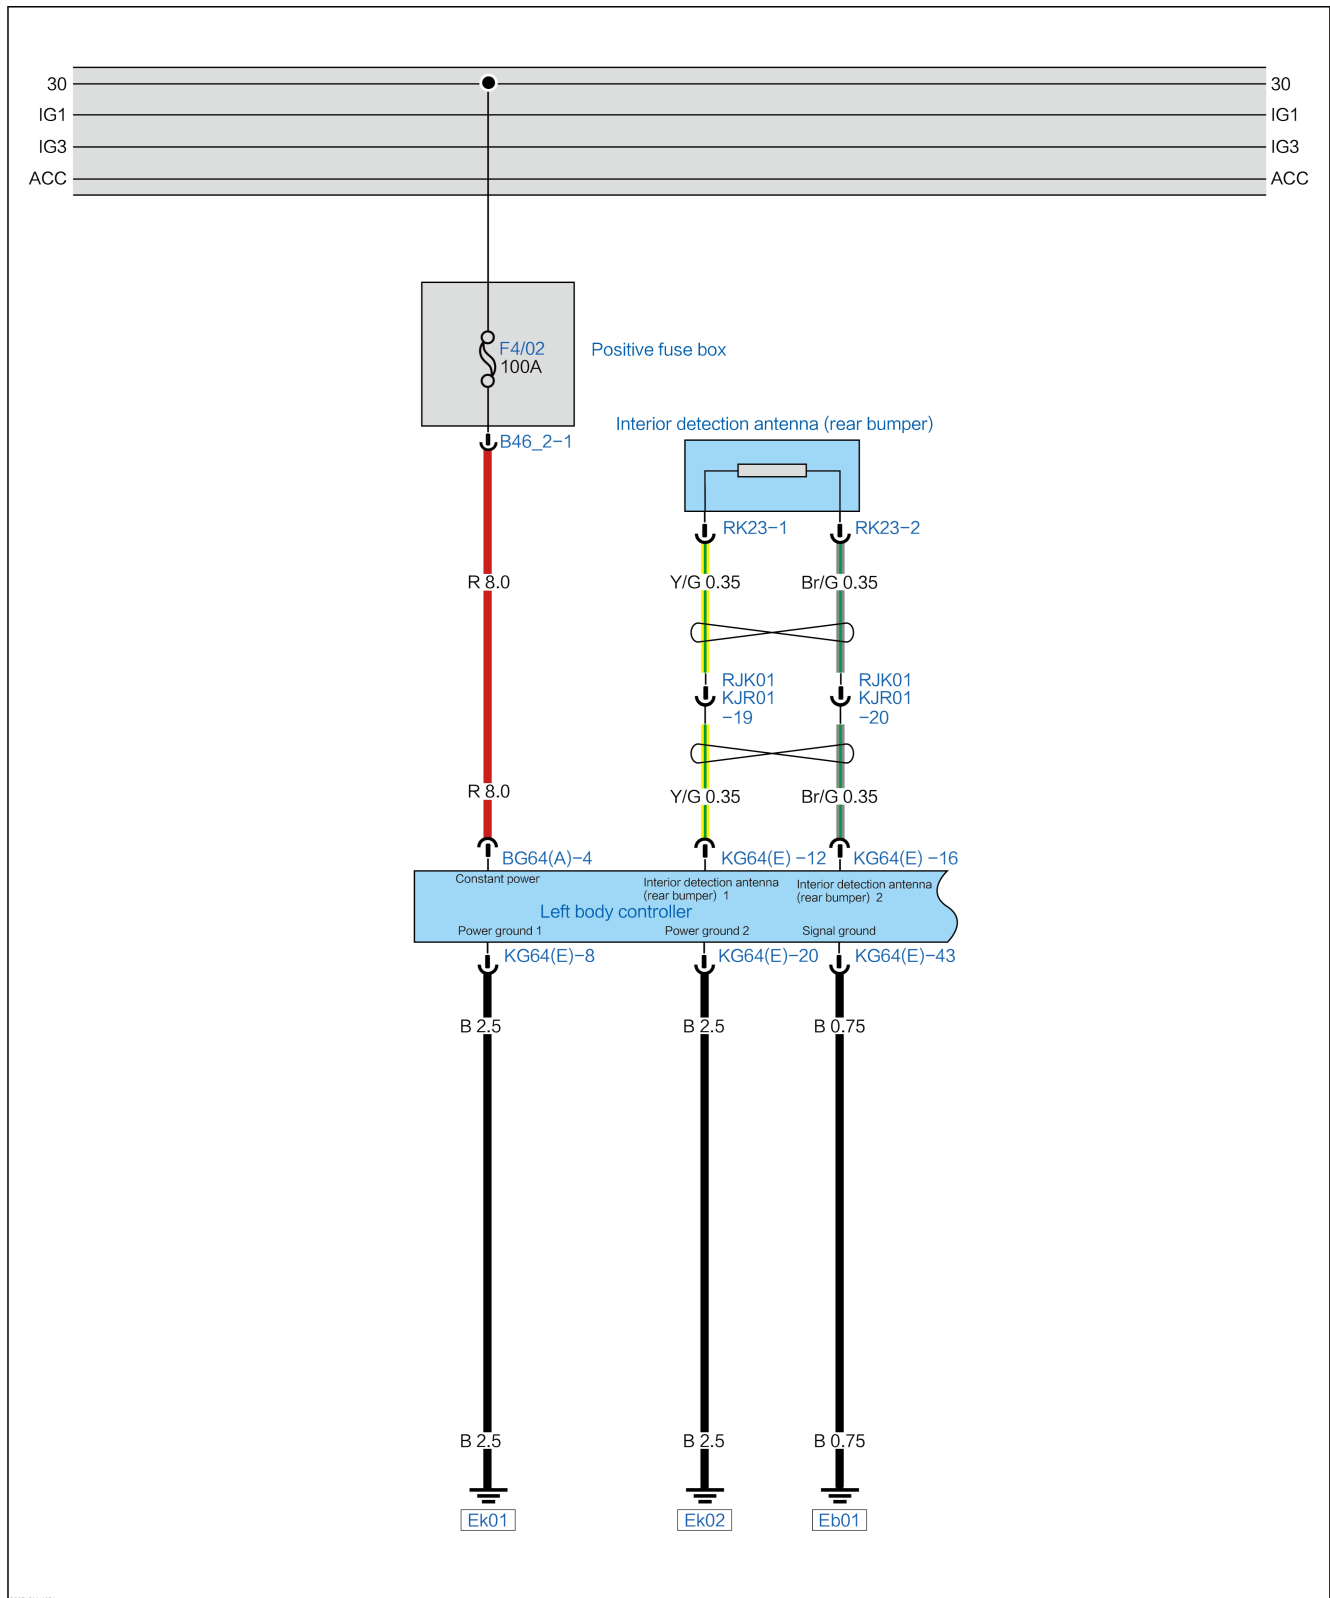 30
30
IG1
IG1
IG3
IG3
ACC
ACC
F4/02
100A
Positive fuse box
Interior detection antenna (rear bumper)
B46_2-1
RK23-1
RK23-2
R 8.0
Y/G 0.35
Br/G 0.35
RJK01
KJR01
-19
RJK01
KJR01
-20
R 8.0
Y/G 0.35
Br/G 0.35
BG64(A)-4
KG64(E) -12
KG64(E) -16
Constant power
Interior detection antenna
(rear bumper) 1
Interior detection antenna
(rear bumper) 2
Left body controller
Power ground 1
Power ground 2
Signal ground
KG64(E)-8
KG64(E)-20
KG64(E)-43
B 2.5
B 2.5
B 0.75
B 2.5
B 2.5
B 0.75
Ek01
Ek02
Eb01